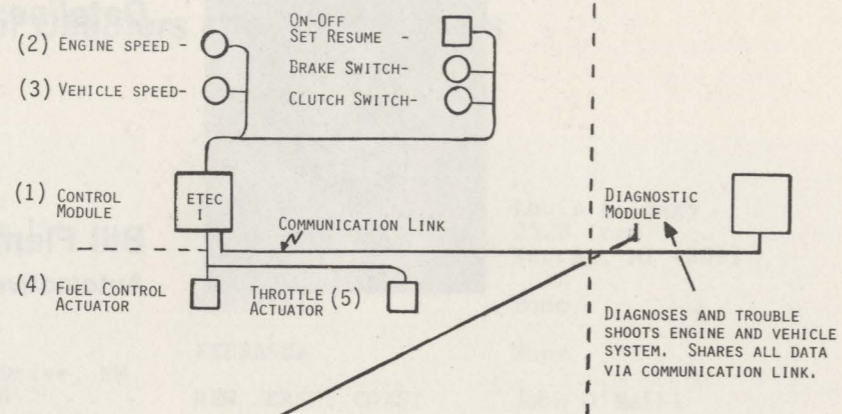 (2) ENGINE SPEED -
ON-OFF
SET RESUME -
BRAKE SWITCH-
(3) VEHICLE SPEED-
CLUTCH SWITCH-
(1) CONTROL
MODULE
ETEC
I
COMMUNICATION LINK
DIAGNOSTIC
MODULE
(4) FUEL CONTROL
ACTUATOR
THROTTLE (5)
ACTUATOR
DIAGNOSES AND TROUBLE
SHOOTS ENGINE AND VEHICLE
SYSTEM. SHARES ALL DATA
VIA COMMUNICATION LINK.